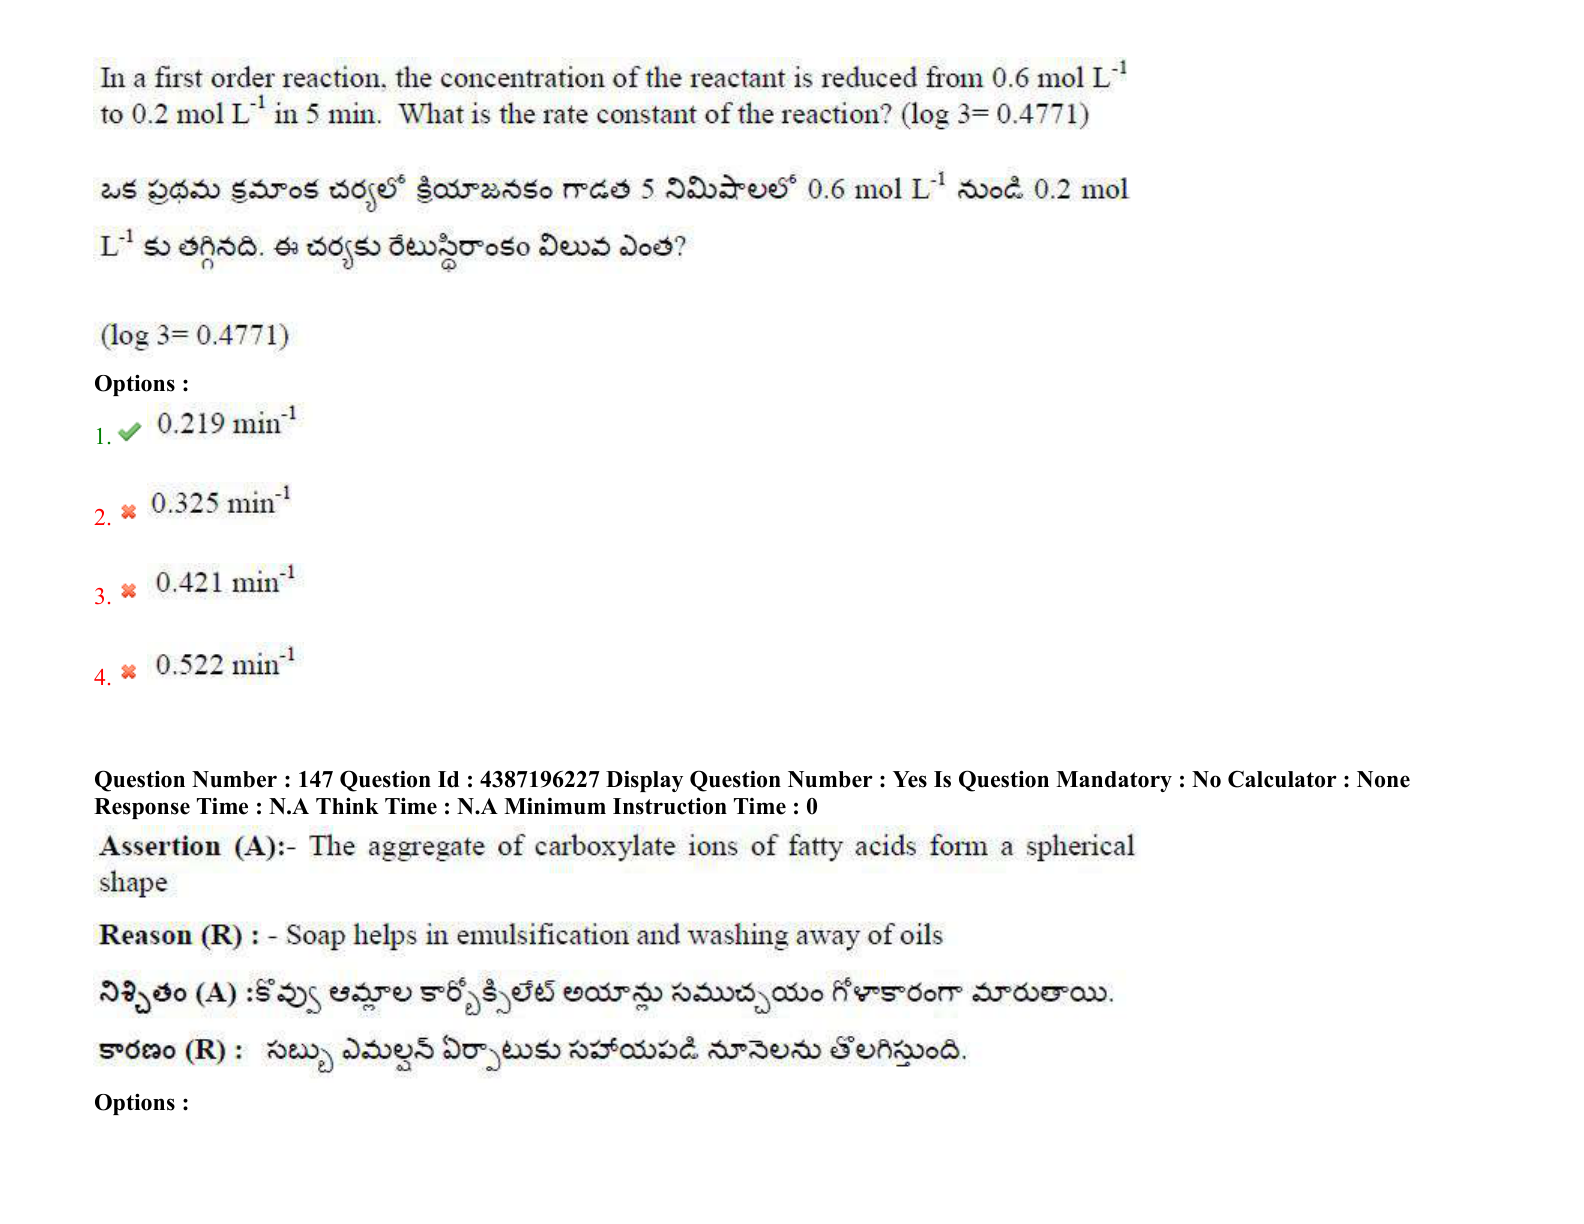 In a first order reaction, the concentration of the reactant is reduced from 0.6 mol L⁻¹
to 0.2 mol L⁻¹ in 5 min. What is the rate constant of the reaction? (log 3= 0.4771)
ఒక ప్రథమ క్రమాంక చర్యలో క్రియాజనకం గాడత 5 నిమిషాలలో 0.6 mol L⁻¹ నుండి 0.2 mol
L⁻¹ కు తగ్గినది. ఈ చర్యకు రేటుస్థిరాంకం విలువ ఎంత?
(log 3= 0.4771)
Options :
1. 0.219 min⁻¹
2. 0.325 min⁻¹
3. 0.421 min⁻¹
4. 0.522 min⁻¹
Question Number : 147 Question Id : 4387196227 Display Question Number : Yes Is Question Mandatory : No Calculator : None
Response Time : N.A Think Time : N.A Minimum Instruction Time : 0
Assertion (A):- The aggregate of carboxylate ions of fatty acids form a spherical
shape
Reason (R) : - Soap helps in emulsification and washing away of oils
నిశ్చితం (A) :కొవ్వు ఆమ్లాల కార్బోక్సిలేట్ అయాన్లు సముచ్చయం గోళాకారంగా మారుతాయి.
కారణం (R) : సబ్బు ఎమల్షన్ ఏర్పాటుకు సహాయపడి నూనెలను తొలగిస్తుంది.
Options :